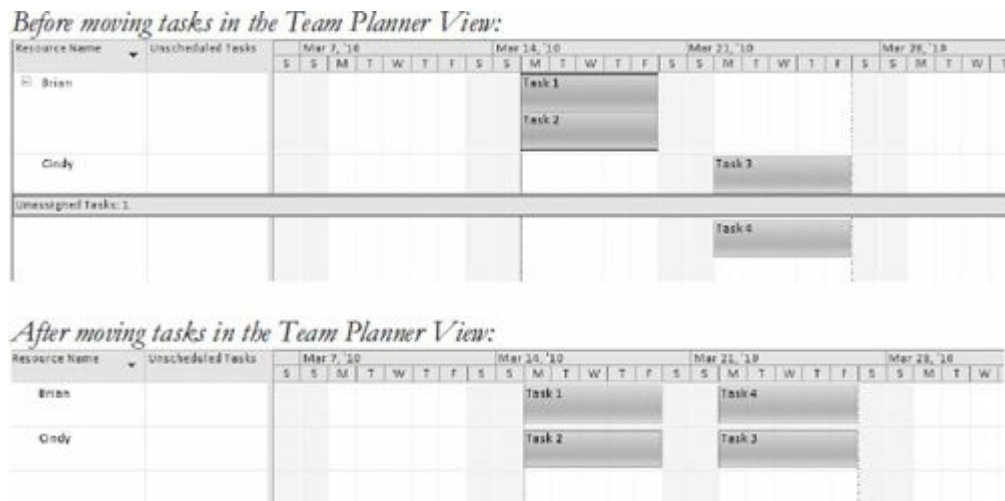 Before moving tasks in the Team Planner View:
Resource Name Unscheduled Tasks Mar 7, '10 Mar 14, '10 Mar 21, '10 Mar 28, '10
S S M T W T F S S M T W T F S S M T W T F S S M T W T
Brian Task 1
Task 2
Cindy Task 3
Unassigned Tasks: 1
Task 4
After moving tasks in the Team Planner View:
Resource Name Unscheduled Tasks Mar 7, '10 Mar 14, '10 Mar 21, '10 Mar 28, '10
S S M T W T F S S M T W T F S S M T W T F S S M T W
Brian Task 1 Task 4
Cindy Task 2 Task 3